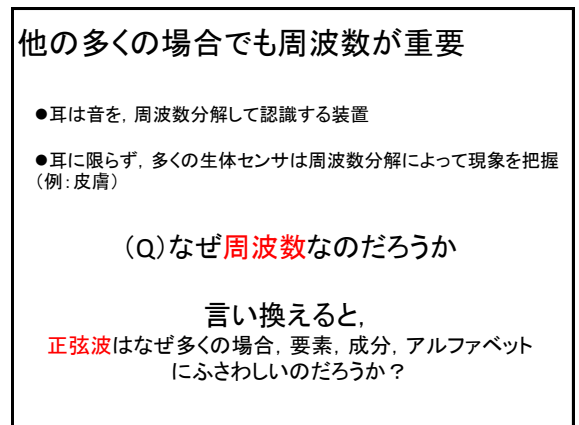 他の多くの場合でも周波数が重要
●耳は音を，周波数分解して認識する装置
●耳に限らず，多くの生体センサは周波数分解によって現象を把握
（例：皮膚）
（Q）なぜ周波数なのだろうか
言い換えると，
正弦波はなぜ多くの場合，要素，成分，アルファベット
にふさわしいのだろうか？